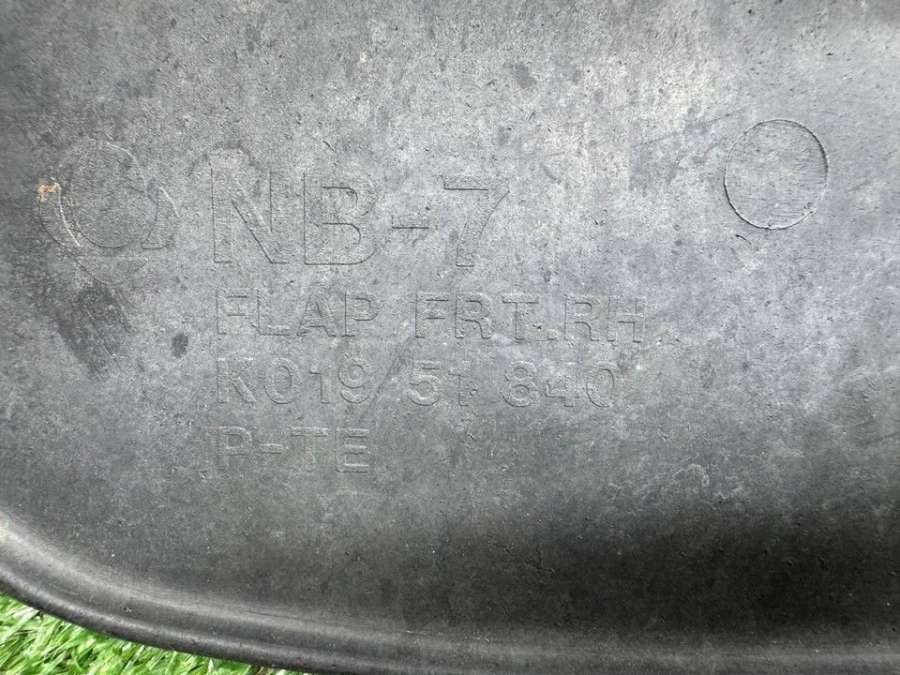 NB-7
FLAP FRT.RH
K019 51 840
P-TE